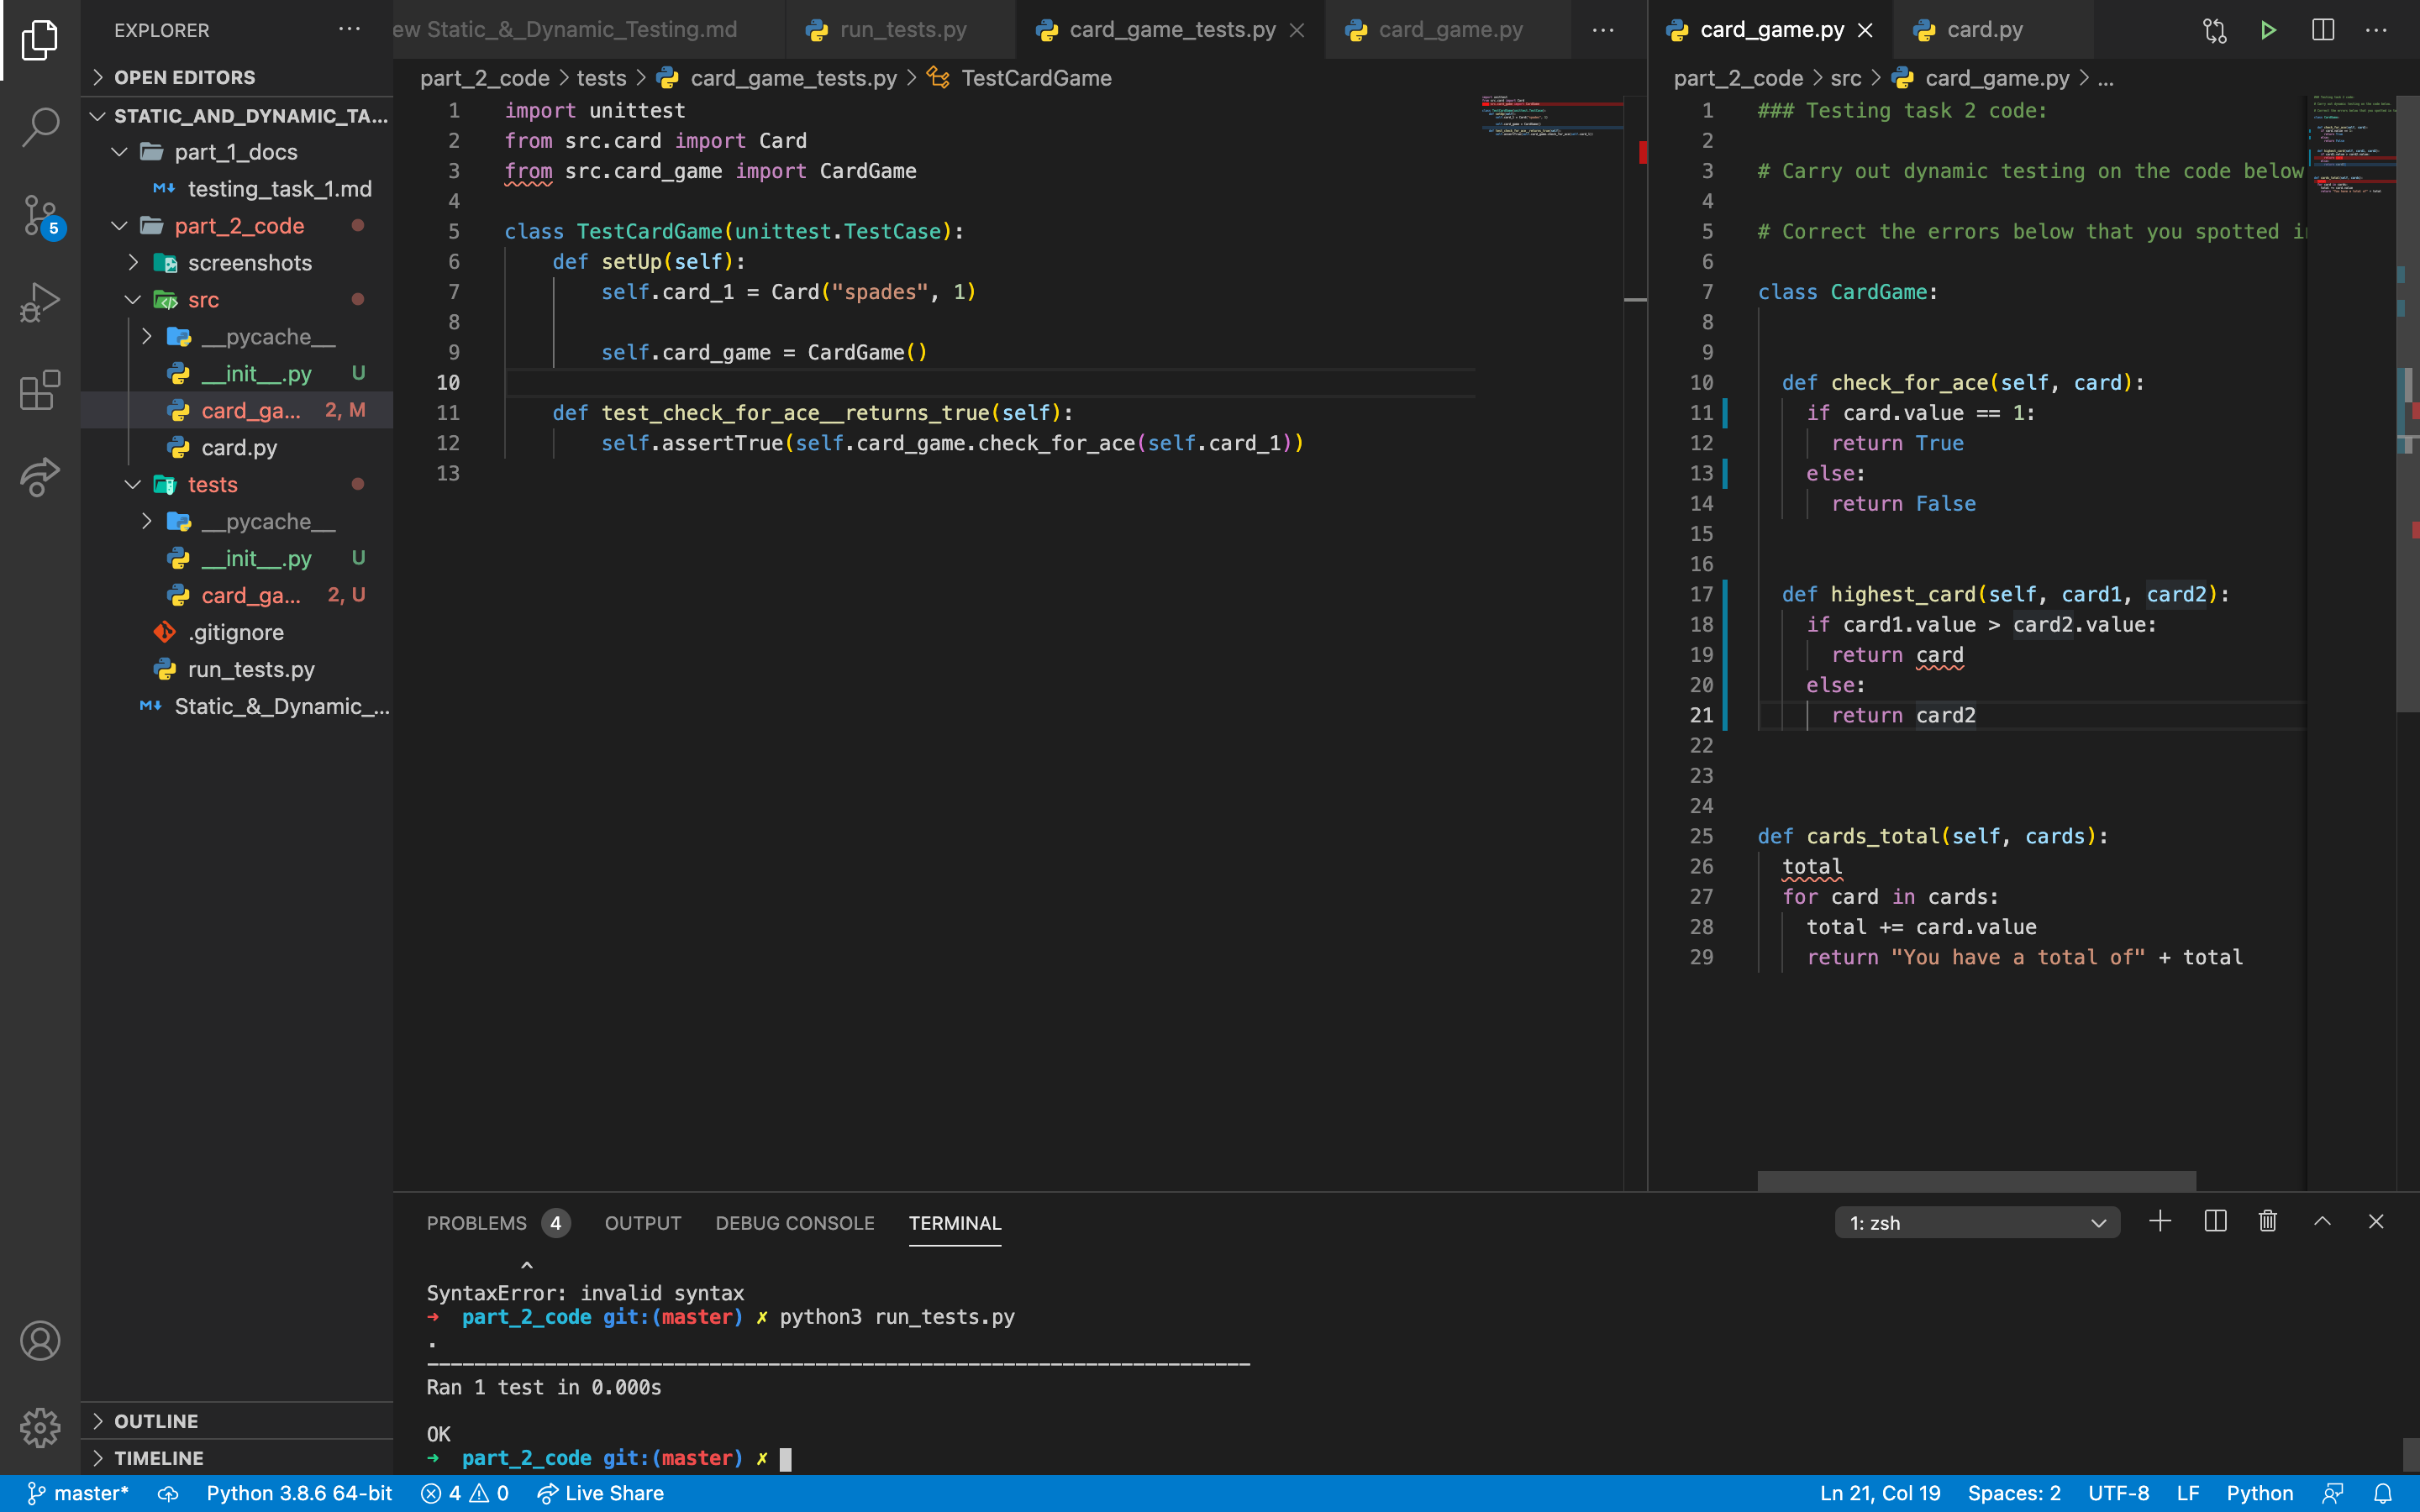 EXPLORER
OPEN EDITORS
STATIC_AND_DYNAMIC_TA...
part_1_docs
testing_task_1.md
part_2_code
screenshots
src
__pycache__
__init__.py U
card_ga... 2, M
card.py
tests
__pycache__
__init__.py U
card_ga... 2, U
.gitignore
run_tests.py
Static_&_Dynamic_...
OUTLINE
TIMELINE
5
ew Static_&_Dynamic_Testing.md run_tests.py card_game_tests.py card_game.py
part_2_code > tests > card_game_tests.py > TestCardGame
1 import unittest
2 from src.card import Card
3 from src.card_game import CardGame
4
5 class TestCardGame(unittest.TestCase):
6 def setUp(self):
7 self.card_1 = Card("spades", 1)
8
9 self.card_game = CardGame()
10
11 def test_check_for_ace__returns_true(self):
12 self.assertTrue(self.card_game.check_for_ace(self.card_1))
13
card_game.py card.py
part_2_code > src > card_game.py > ...
1 ### Testing task 2 code:
2
3 # Carry out dynamic testing on the code below
4
5 # Correct the errors below that you spotted i
6
7 class CardGame:
8
9
10 def check_for_ace(self, card):
11 if card.value == 1:
12 return True
13 else:
14 return False
15
16
17 def highest_card(self, card1, card2):
18 if card1.value > card2.value:
19 return card
20 else:
21 return card2
22
23
24
25 def cards_total(self, cards):
26 total
27 for card in cards:
28 total += card.value
29 return "You have a total of" + total
PROBLEMS 4 OUTPUT DEBUG CONSOLE TERMINAL 1: zsh
^
SyntaxError: invalid syntax
→ part_2_code git:(master) ✗ python3 run_tests.py
.
----------------------------------------------------------------------
Ran 1 test in 0.000s
OK
→ part_2_code git:(master) ✗
master* Python 3.8.6 64-bit 4 0 Live Share Ln 21, Col 19 Spaces: 2 UTF-8 LF Python